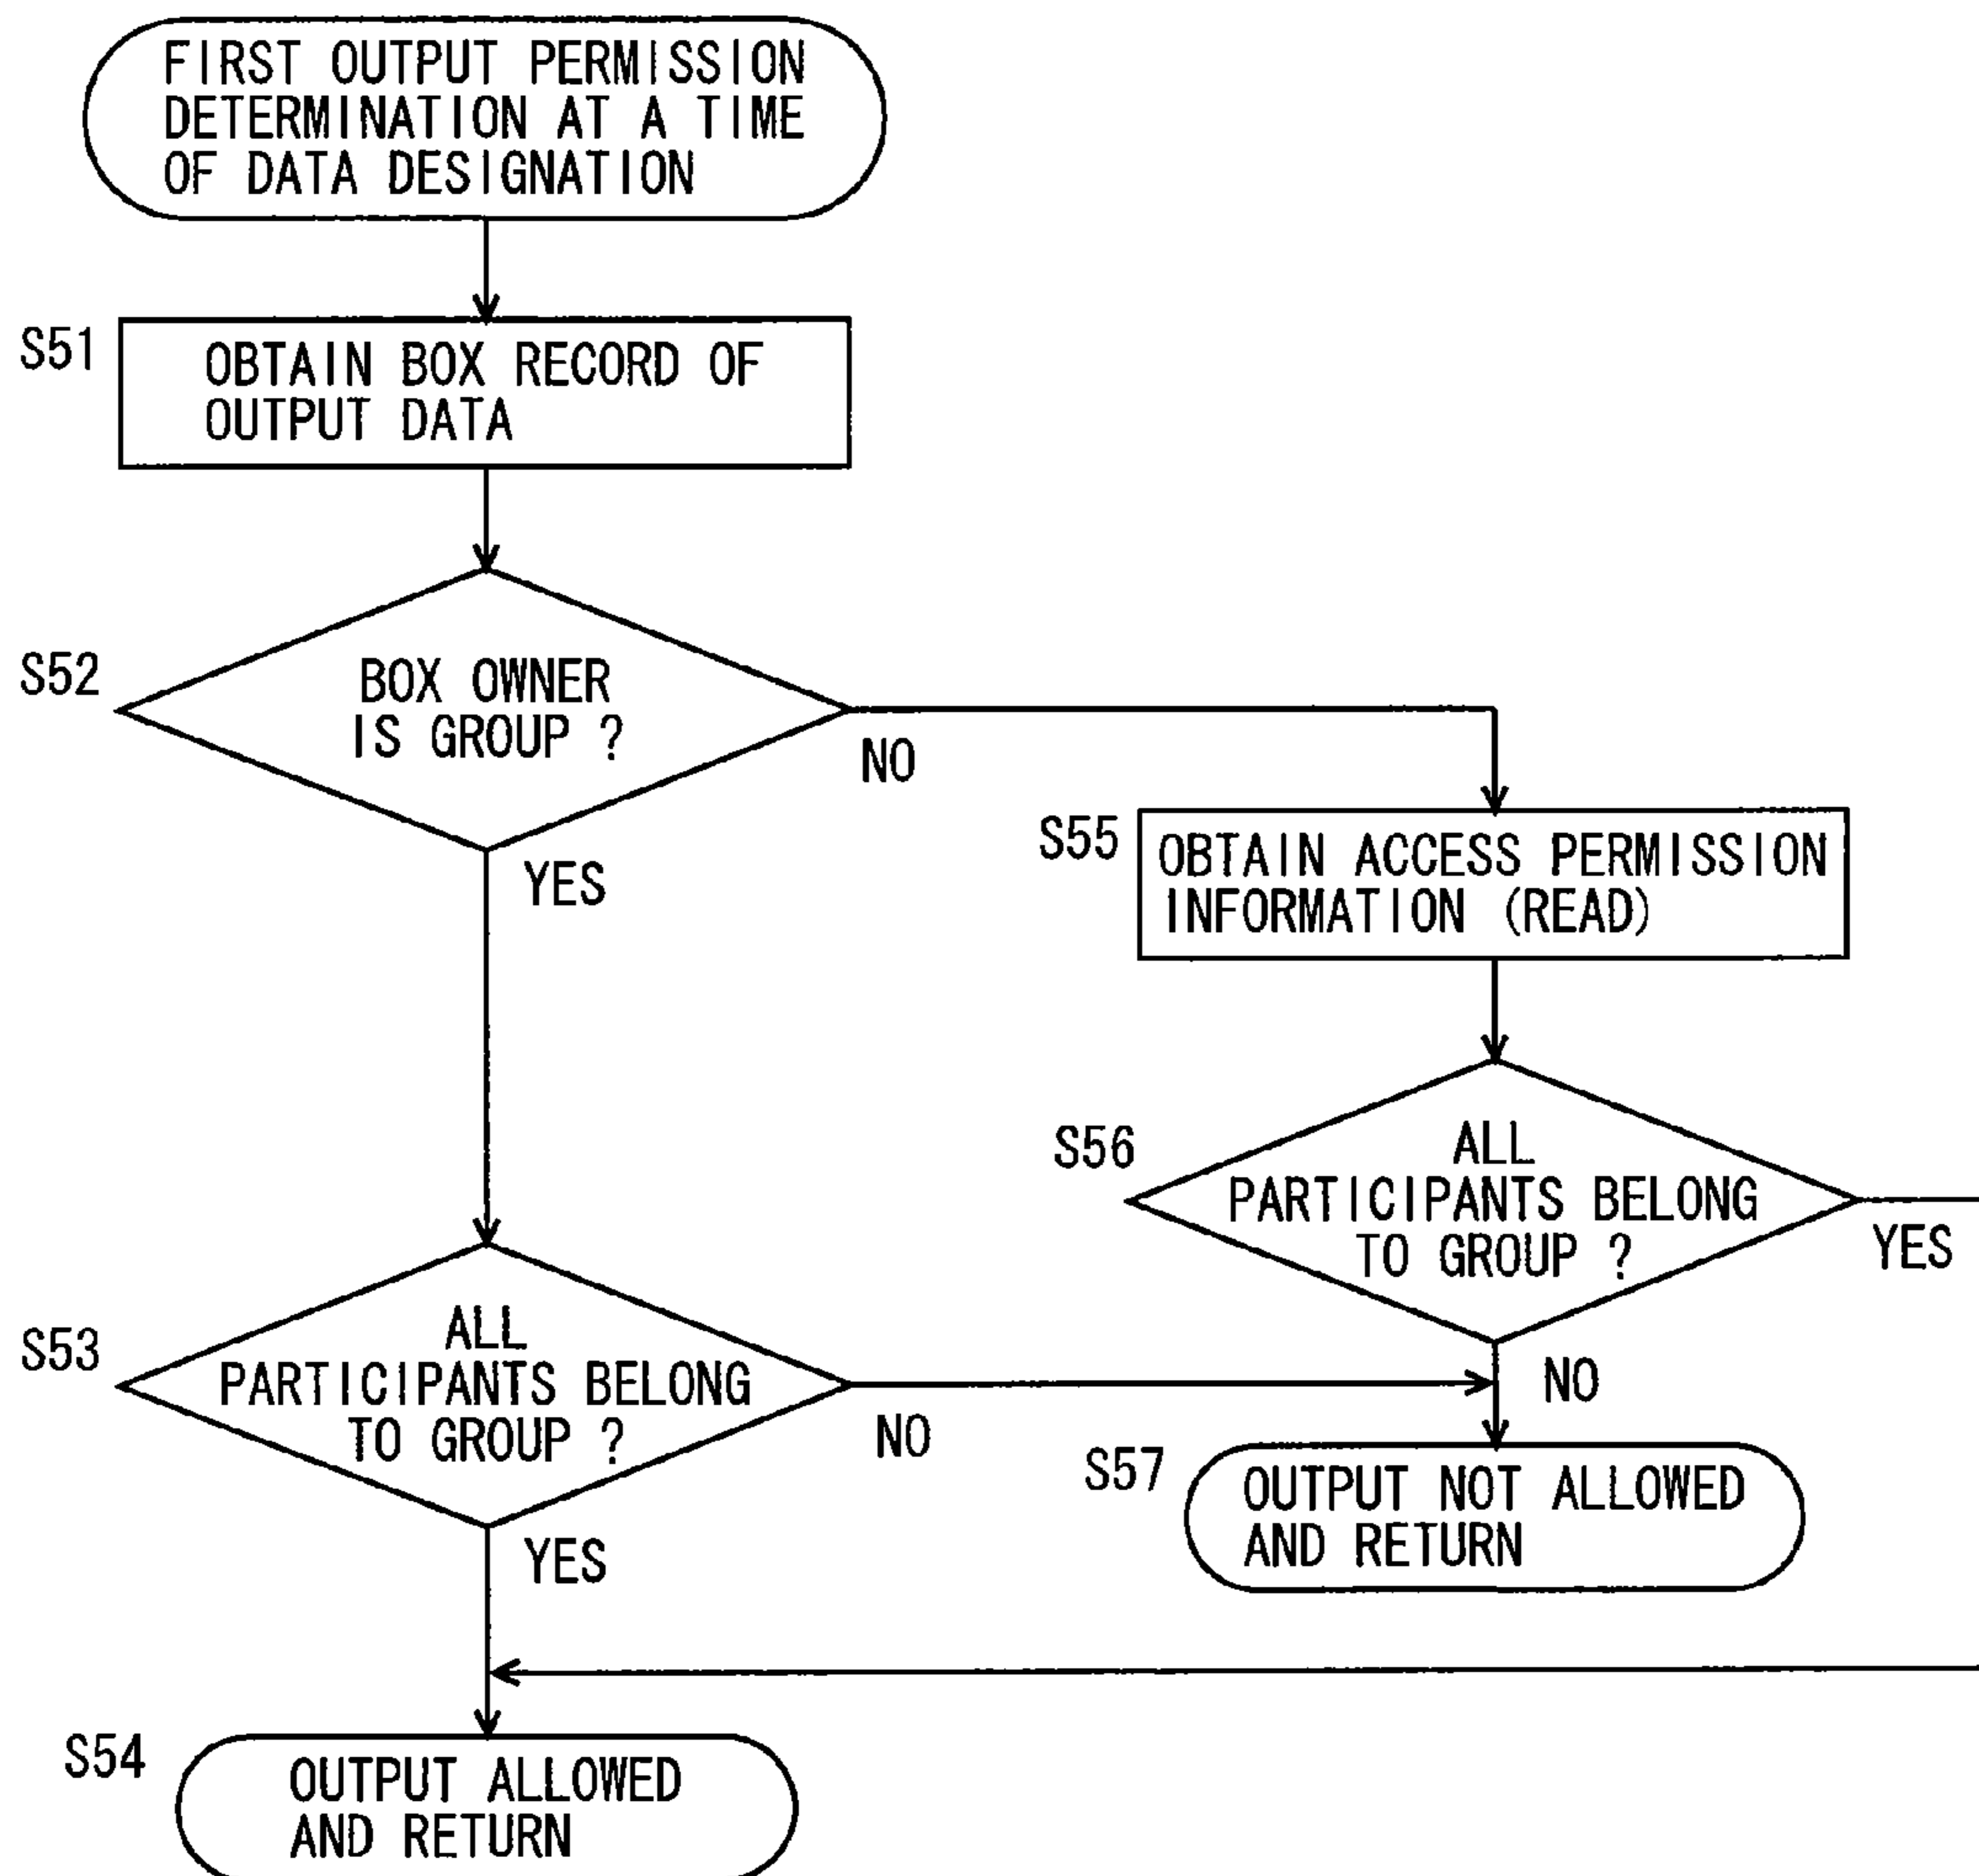 FIRST OUTPUT PERMISSION
DETERMINATION AT A TIME
OF DATA DESIGNATION
S51
OBTAIN BOX RECORD OF
OUTPUT DATA
S52
BOX OWNER
IS GROUP ?
NO
YES
S55
OBTAIN ACCESS PERMISSION
INFORMATION (READ)
S56
ALL
PARTICIPANTS BELONG
TO GROUP ?
YES
NO
S53
ALL
PARTICIPANTS BELONG
TO GROUP ?
NO
YES
S57
OUTPUT NOT ALLOWED
AND RETURN
S54
OUTPUT ALLOWED
AND RETURN